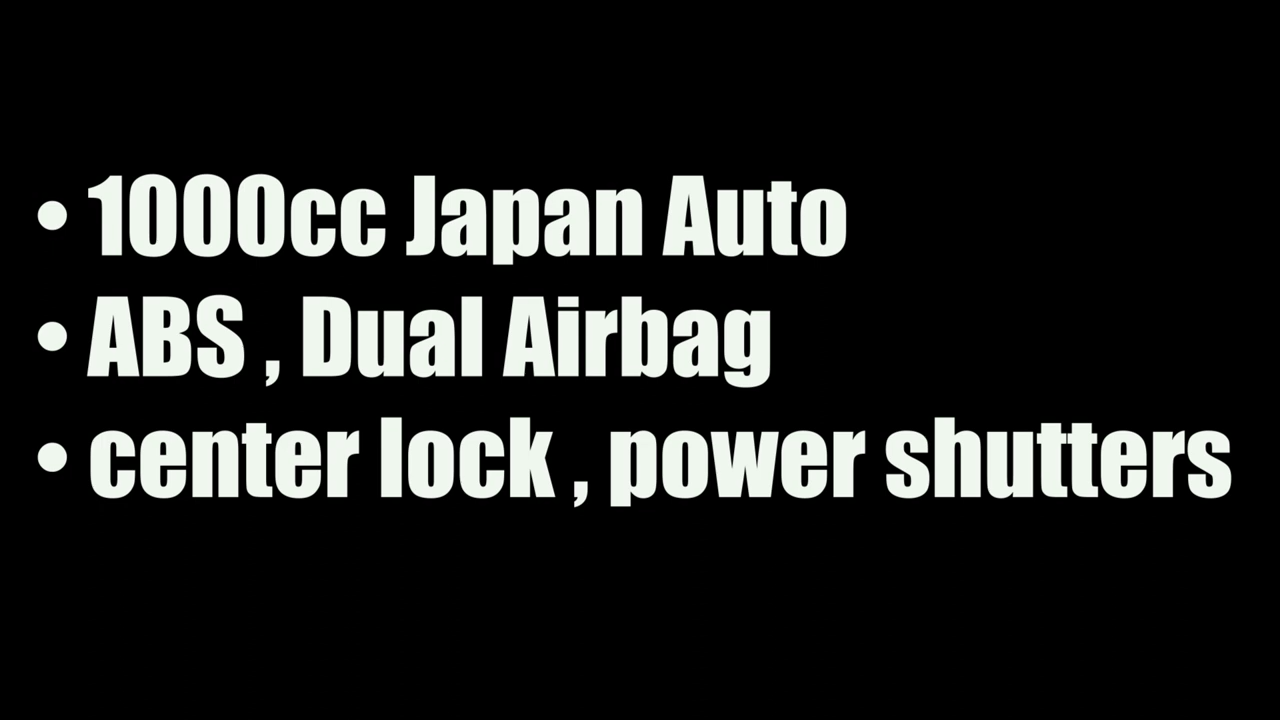 • 1000cc Japan Auto
• ABS , Dual Airbag
• center lock , power shutters